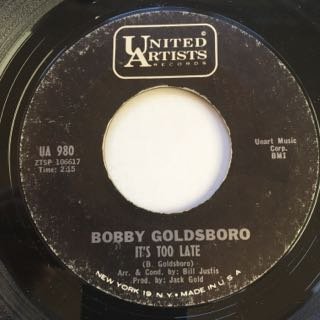 UNITED
ARTISTS
RECORDS
UA 980
ZTSP 106617
Time: 2:15
Unart Music
Corp.
BMI
BOBBY GOLDSBORO
IT'S TOO LATE
(B. Goldsboro)
Arr. & Cond. by: Bill Justis
Prod. by: Jack Gold
NEW YORK 19 N.Y. • MADE IN U.S.A.